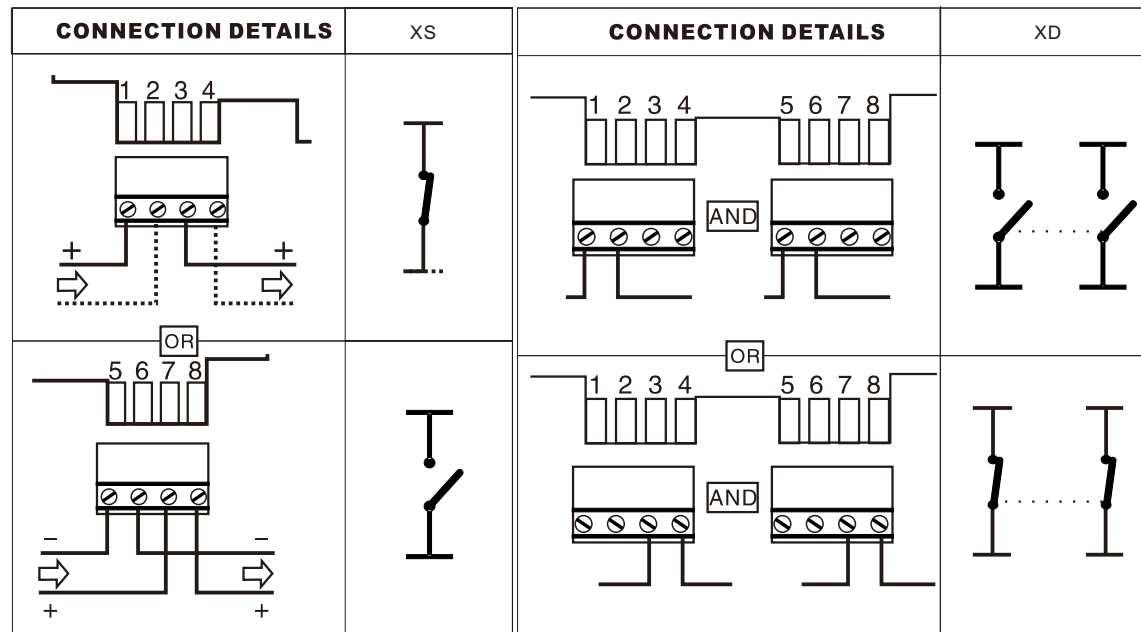 CONNECTION DETAILS XS
1 2 3 4
+ +
OR
5 6 7 8
− −
+ +
CONNECTION DETAILS XD
1 2 3 4 5 6 7 8
AND
OR
1 2 3 4 5 6 7 8
AND